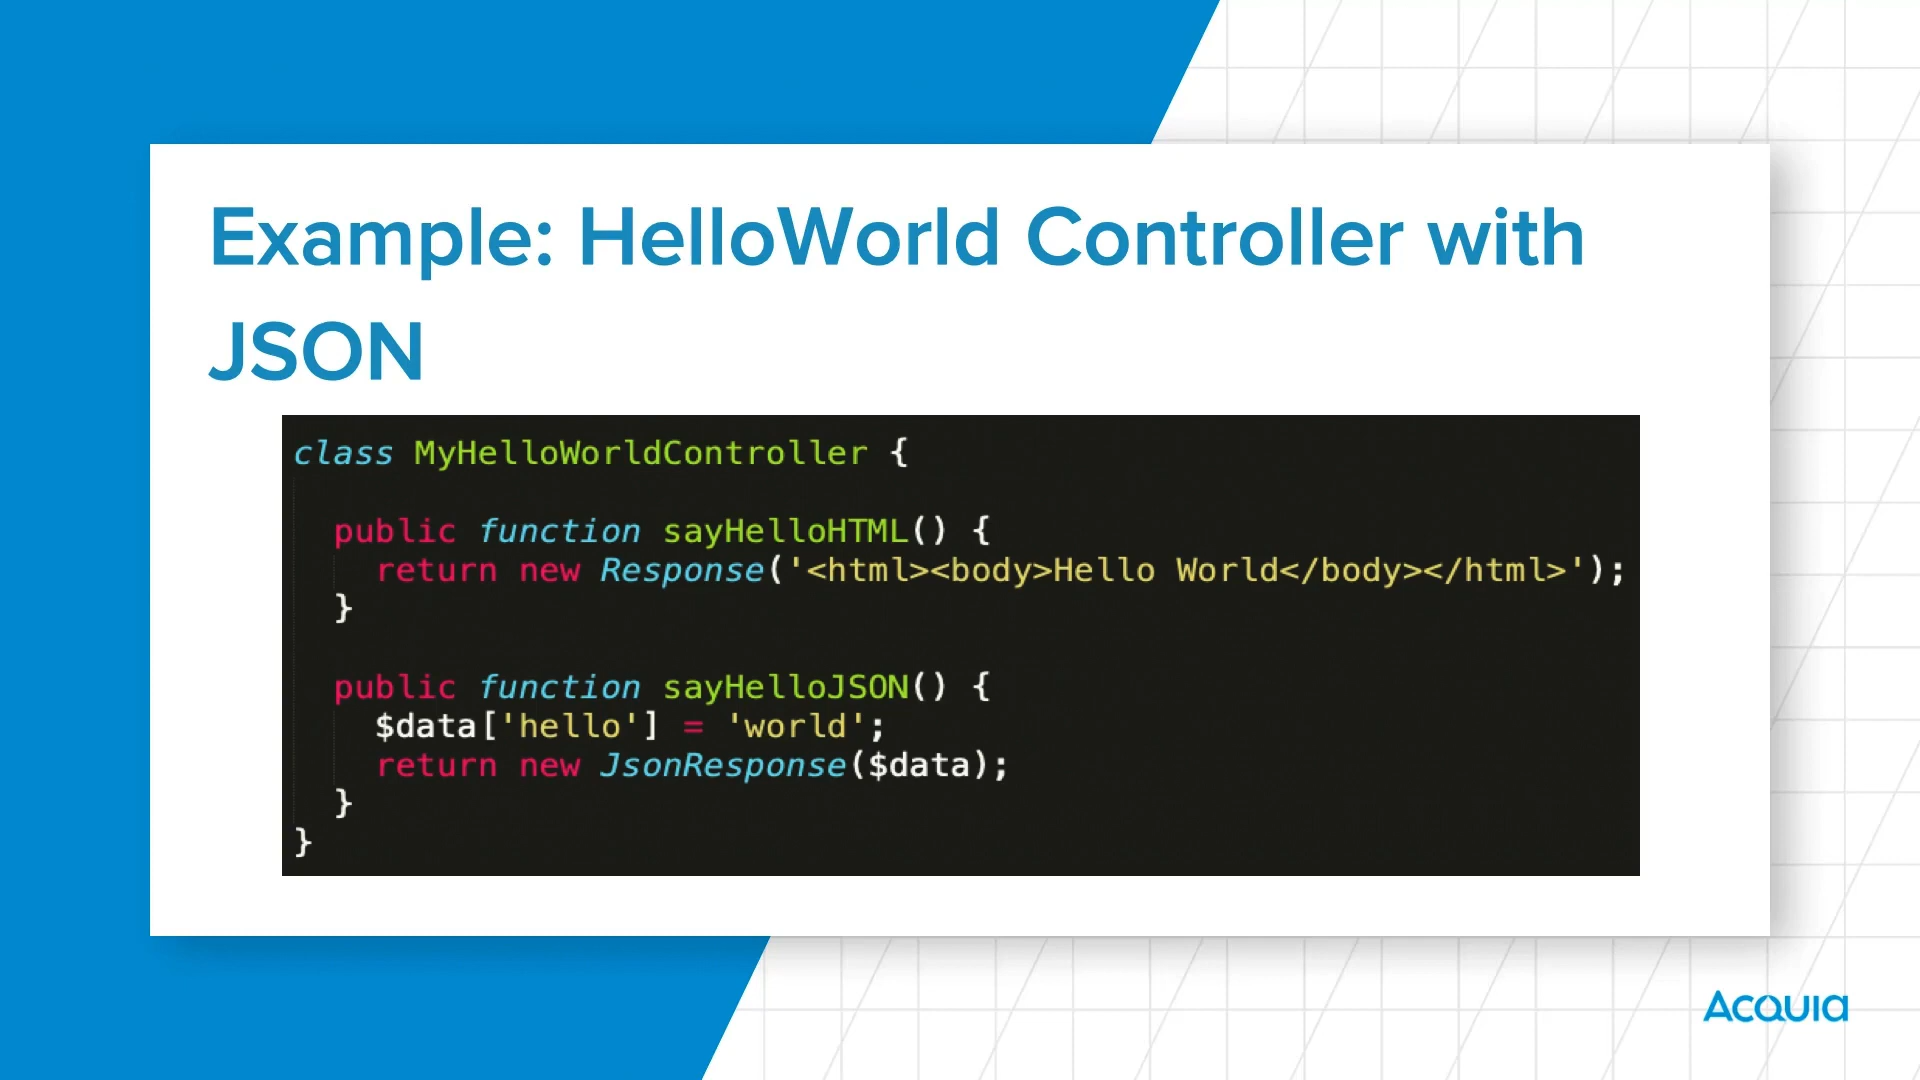 Example: HelloWorld Controller with
JSON
class MyHelloWorldController {
public function sayHelloHTML() {
return new Response('<html><body>Hello World</body></html>');
}
public function sayHelloJSON() {
$data['hello'] = 'world';
return new JsonResponse($data);
}
}
Acquia